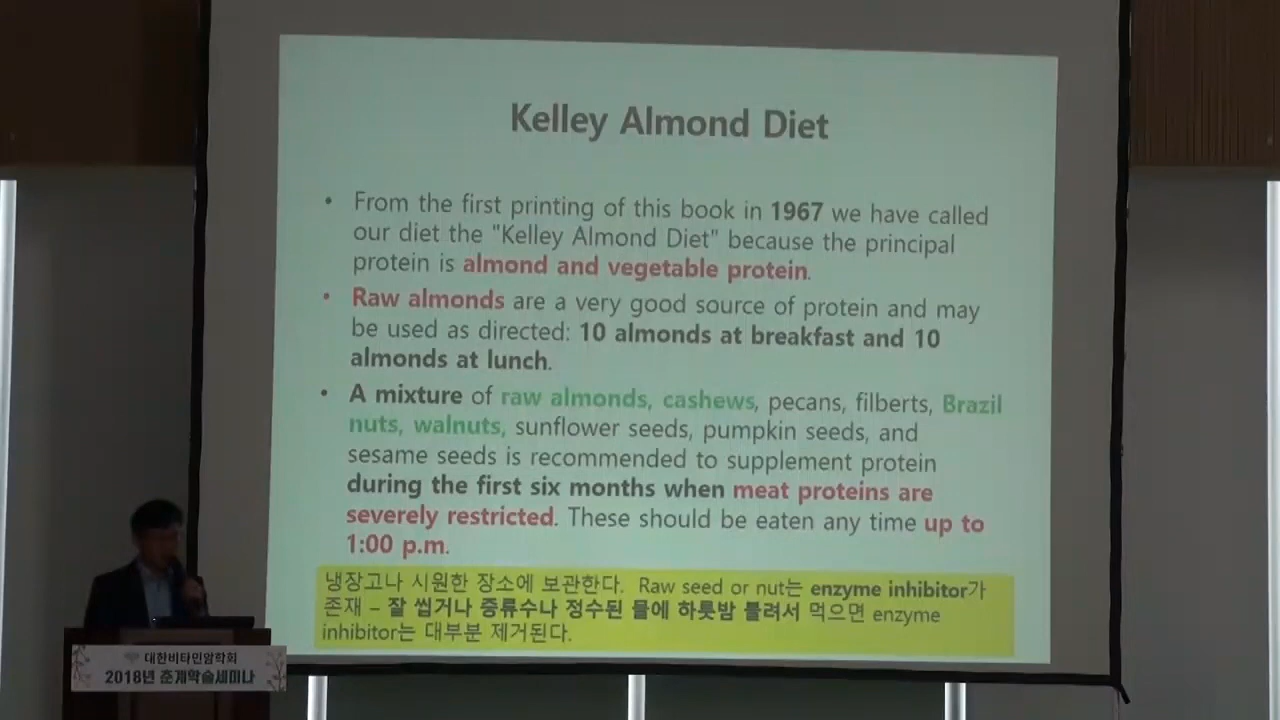 Kelley Almond Diet
• From the first printing of this book in 1967 we have called
our diet the "Kelley Almond Diet" because the principal
protein is almond and vegetable protein.
• Raw almonds are a very good source of protein and may
be used as directed: 10 almonds at breakfast and 10
almonds at lunch.
• A mixture of raw almonds, cashews, pecans, filberts, Brazil
nuts, walnuts, sunflower seeds, pumpkin seeds, and
sesame seeds is recommended to supplement protein
during the first six months when meat proteins are
severely restricted. These should be eaten any time up to
1:00 p.m.
냉장고나 시원한 장소에 보관한다. Raw seed or nut는 enzyme inhibitor가
존재 – 잘 씹거나 증류수나 정수된 물에 하룻밤 불려서 먹으면 enzyme
inhibitor는 대부분 제거된다.
대한비타민암학회
2018년 춘계학술세미나